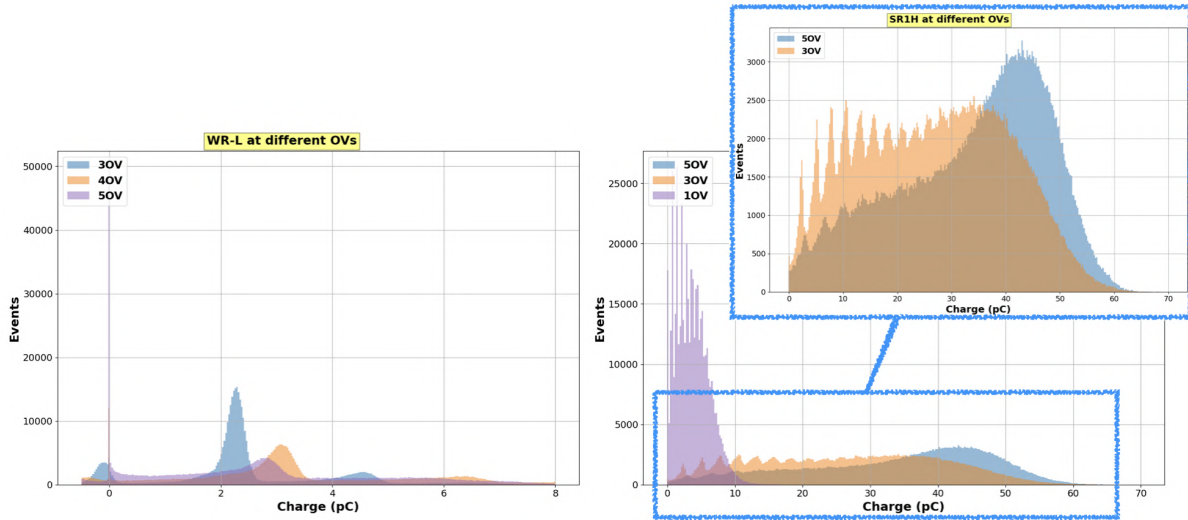 WR-L at different OVs
50000
40000
30000
20000
10000
0
Events
3OV
4OV
5OV
0
2
4
6
8
Charge (pC)
25000
20000
15000
10000
5000
0
Events
5OV
3OV
1OV
0
10
20
30
40
50
60
70
Charge (pC)
SR1H at different OVs
3000
2500
2000
1500
1000
500
0
Events
5OV
3OV
0
10
20
30
40
50
60
70
Charge (pC)